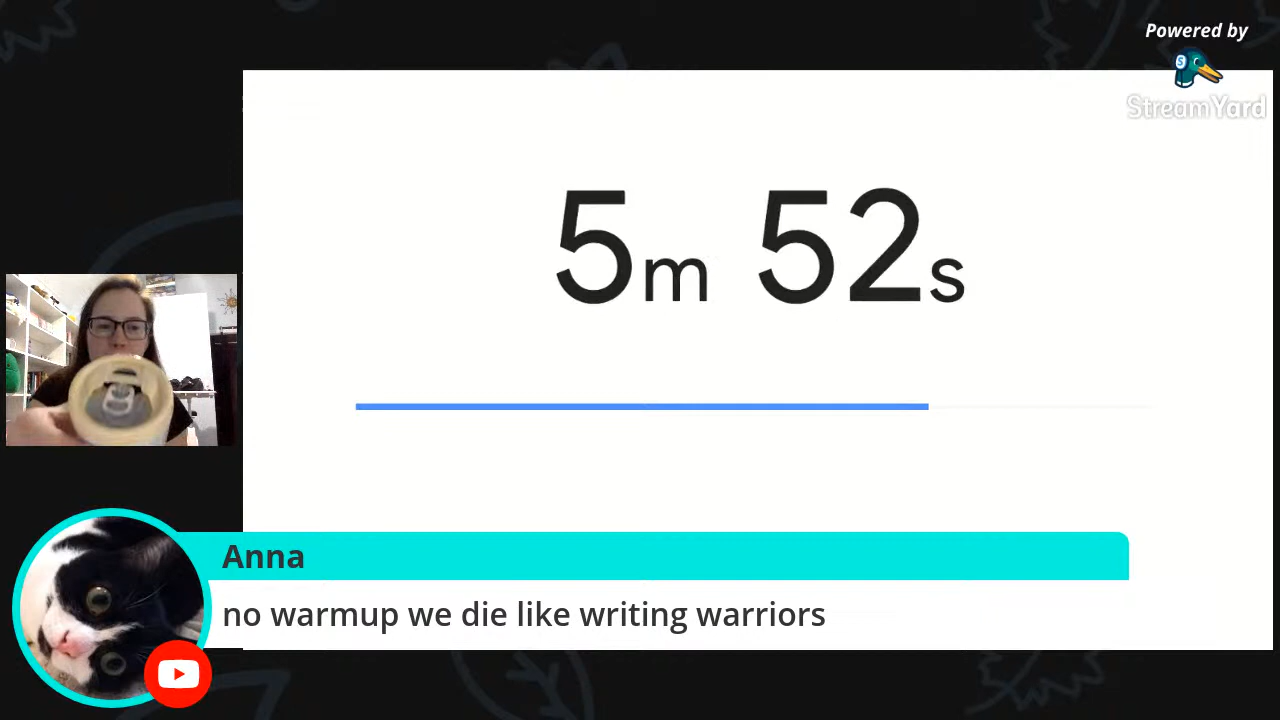 Powered by
StreamYard
5m 52s
Anna
no warmup we die like writing warriors